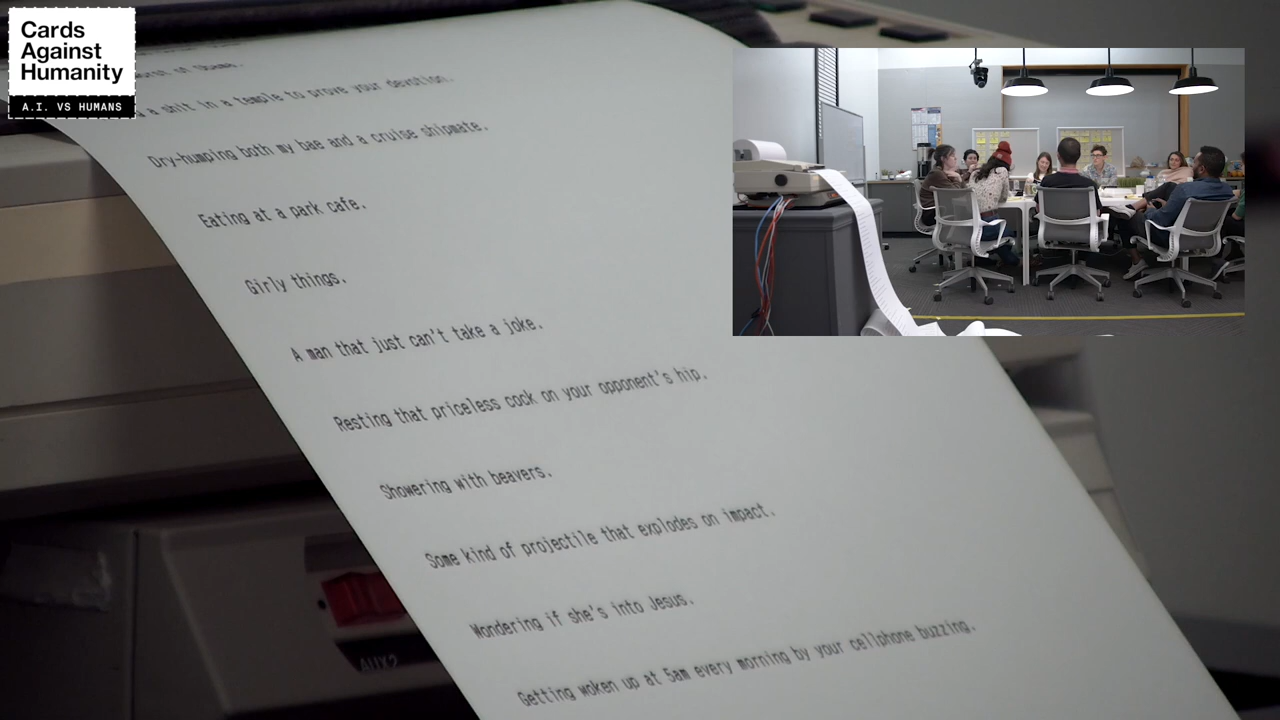 Cards
Against
Humanity
A.I. VS HUMANS
of Obama.
a shit in a temple to prove your devotion.
Dry-humping both my bae and a cruise shipmate.
Eating at a park cafe.
Girly things.
A man that just can't take a joke.
Resting that priceless cock on your opponent's hip.
Showering with beavers.
Some kind of projectile that explodes on impact.
Wondering if she's into Jesus.
Getting woken up at 5am every morning by your cellphone buzzing.
AUX2